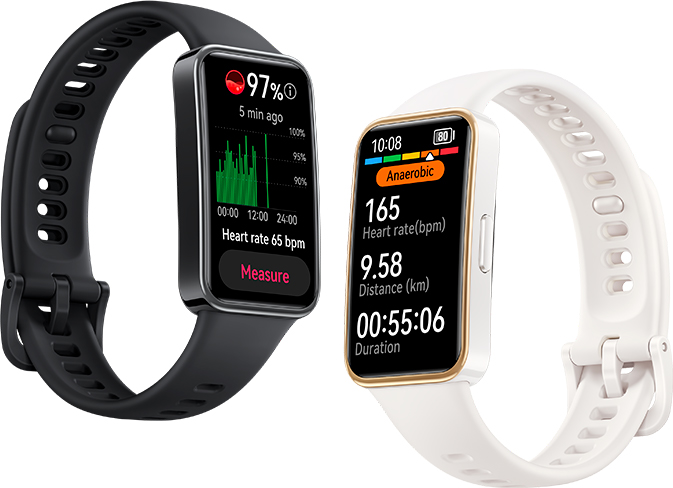 97%
5 min ago
100%
95%
90%
00:00 12:00 24:00
Heart rate 65 bpm
Measure
10:08 80
Anaerobic
165
Heart rate(bpm)
9.58
Distance (km)
00:55:06
Duration